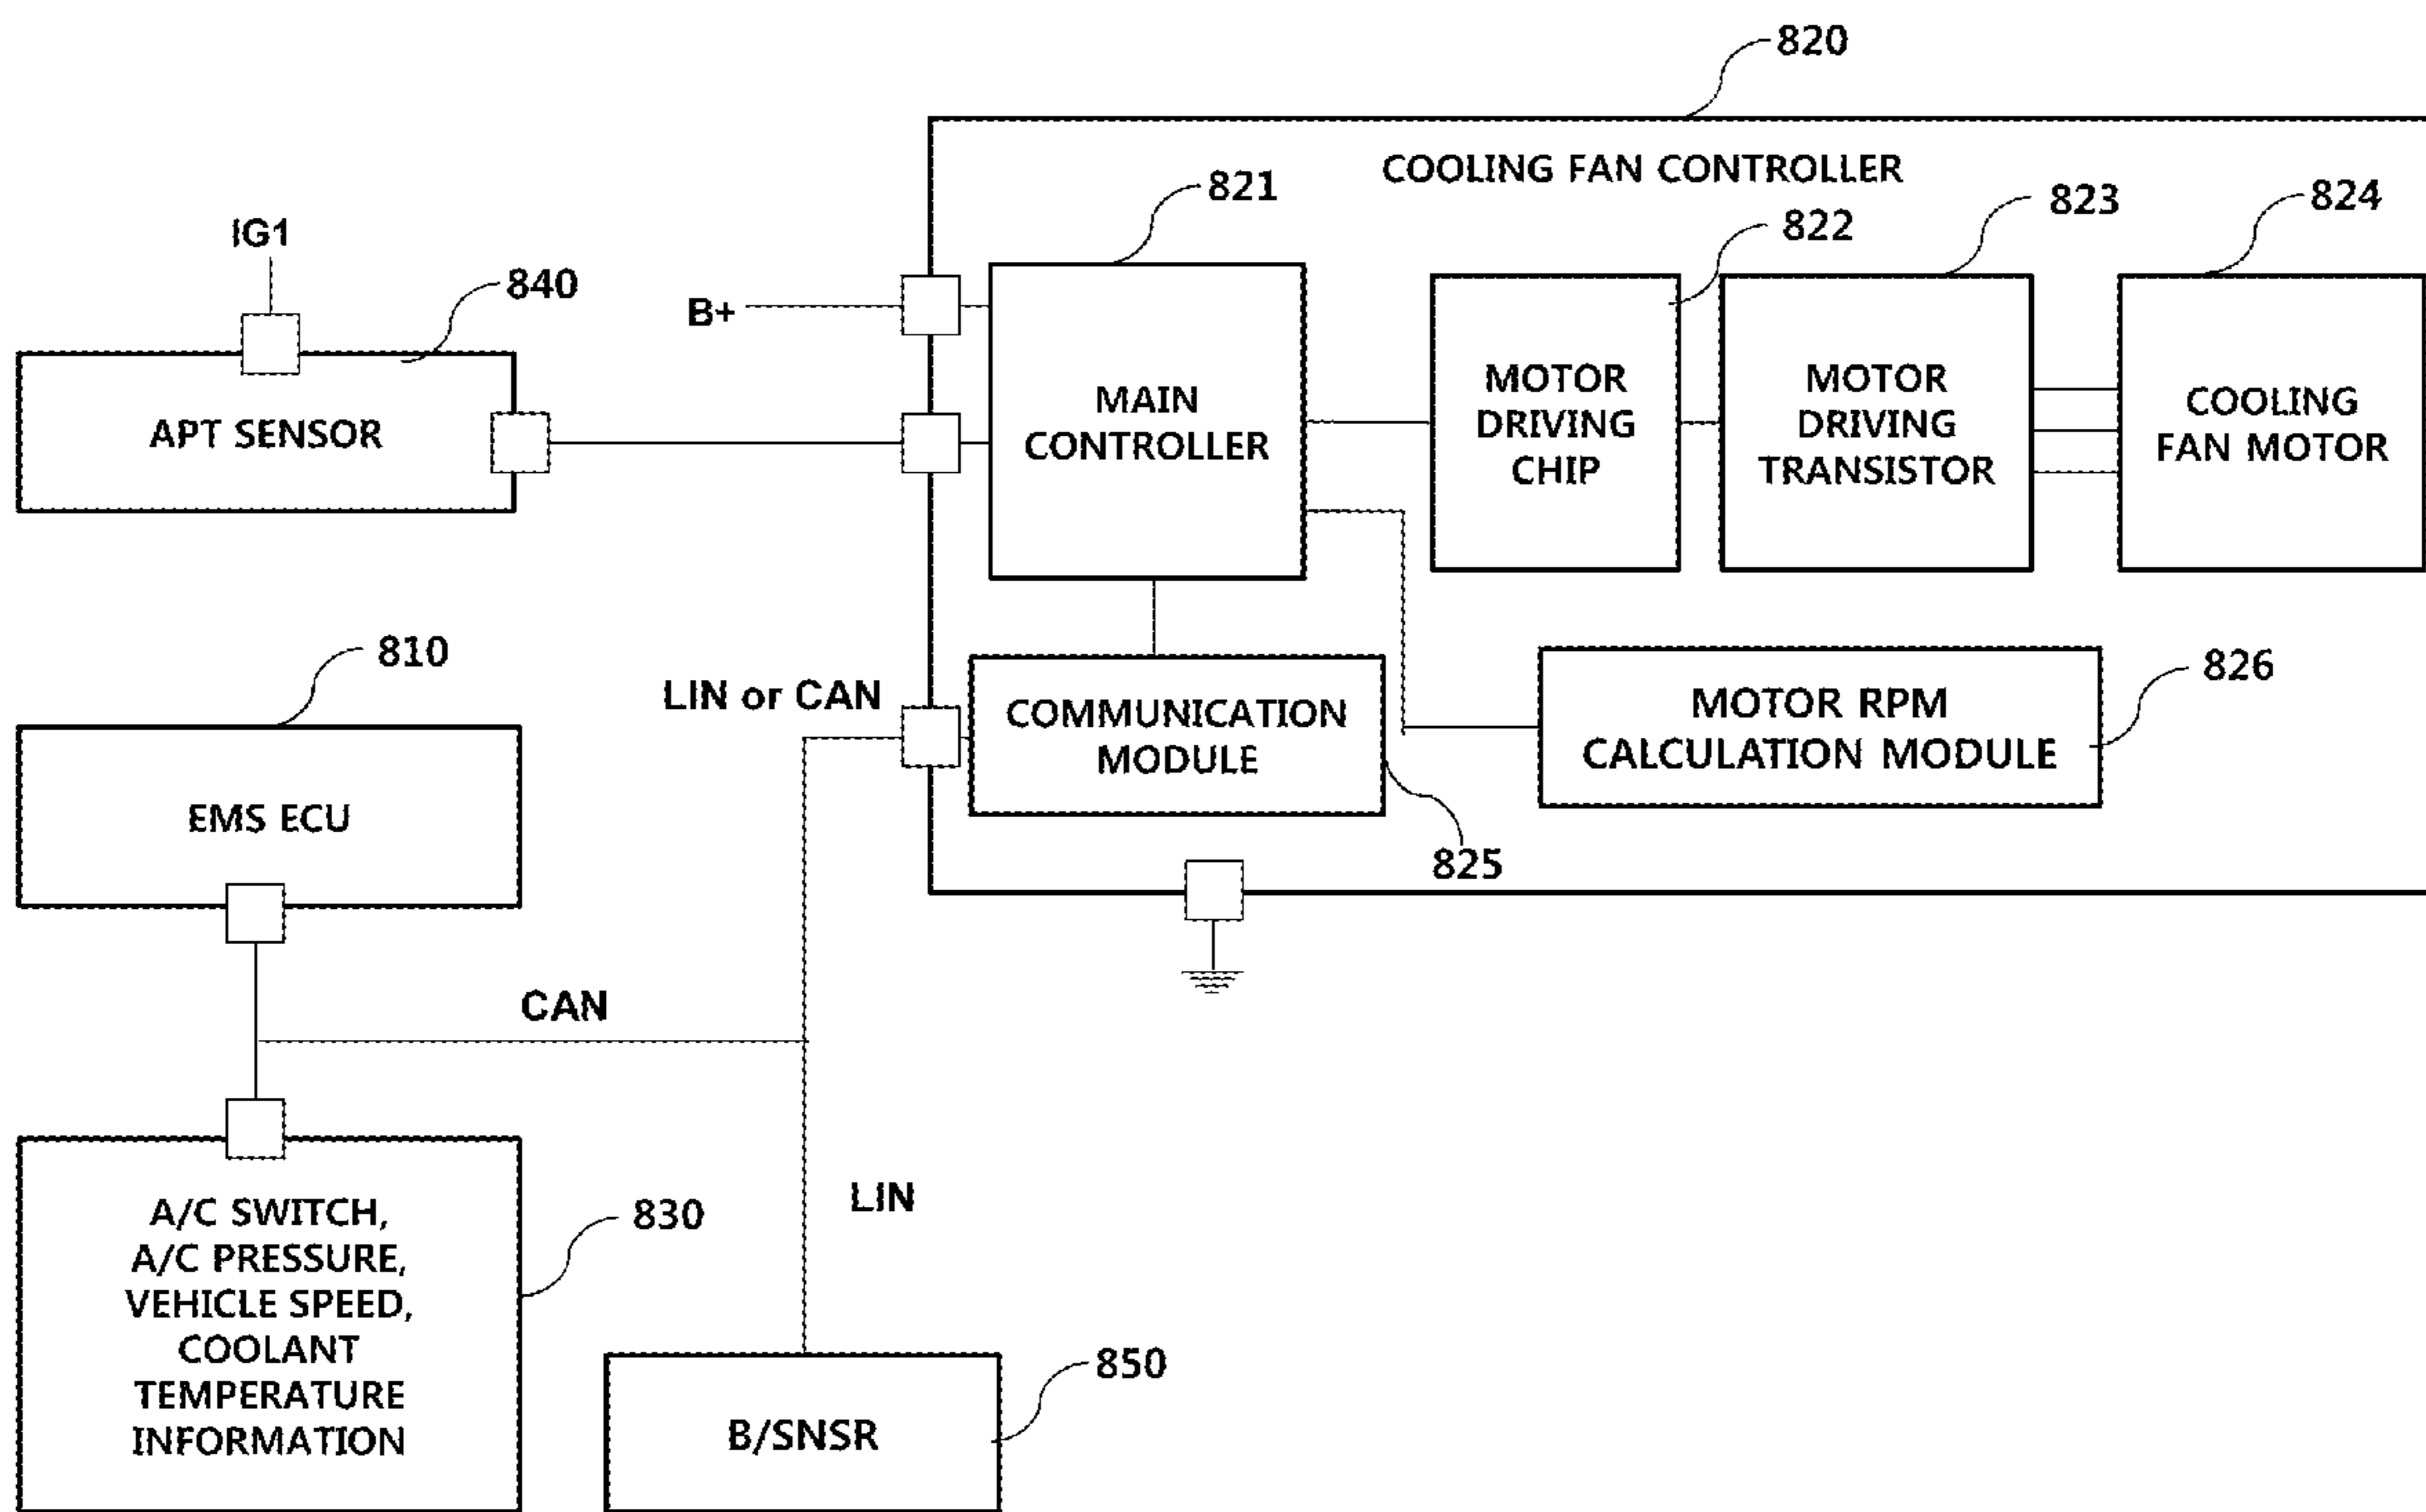 820
COOLING FAN CONTROLLER
821
822
823
824
IG1
840
B+
APT SENSOR
MAIN
CONTROLLER
MOTOR
DRIVING
CHIP
MOTOR
DRIVING
TRANSISTOR
COOLING
FAN MOTOR
810
LIN or CAN
COMMUNICATION
MODULE
MOTOR RPM
CALCULATION MODULE
826
EMS ECU
825
CAN
LIN
A/C SWITCH,
A/C PRESSURE,
VEHICLE SPEED,
COOLANT
TEMPERATURE
INFORMATION
830
B/SNSR
850